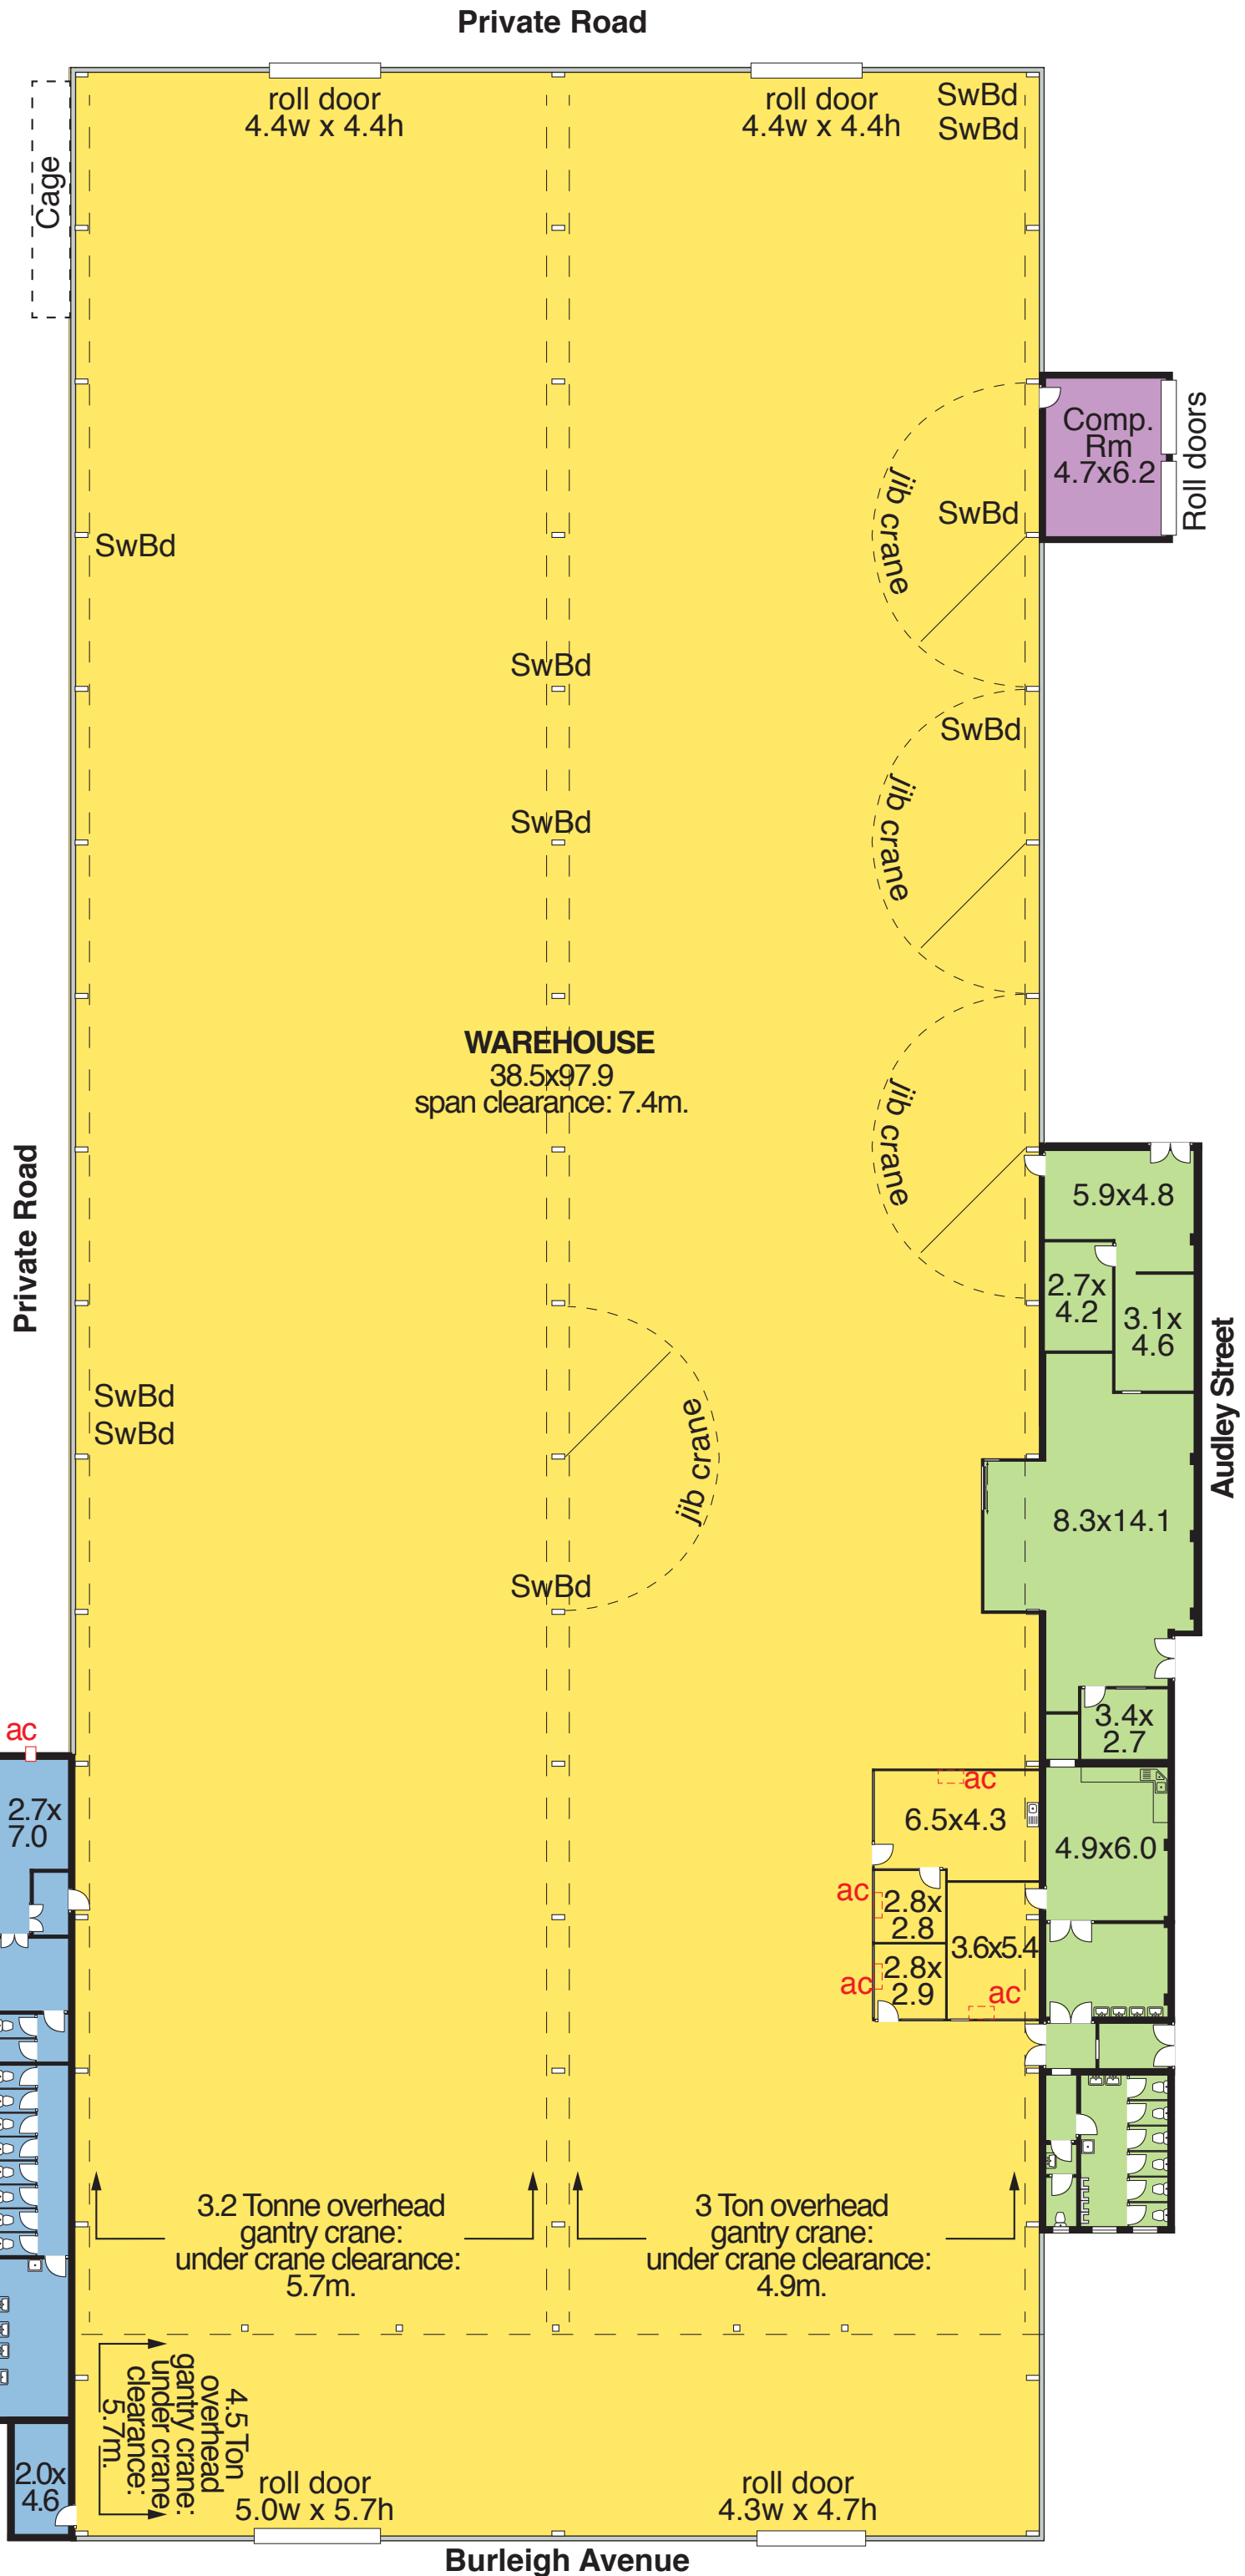 Private Road
roll door
4.4w x 4.4h
roll door
4.4w x 4.4h
SwBd
SwBd
Cage
Comp.
Rm
4.7x6.2
Roll doors
jib crane
SwBd
SwBd
SwBd
SwBd
jib crane
SwBd
WAREHOUSE
38.5x97.9
span clearance: 7.4m.
jib crane
Private Road
5.9x4.8
2.7x
4.2
3.1x
4.6
Audley Street
SwBd
SwBd
jib crane
8.3x14.1
SwBd
3.4x
2.7
ac
2.7x
7.0
ac
6.5x4.3
4.9x6.0
ac
2.8x
2.8
3.6x5.4
ac
2.8x
2.9
ac
3.2 Tonne overhead
gantry crane:
under crane clearance:
5.7m.
3 Ton overhead
gantry crane:
under crane clearance:
4.9m.
4.5 Ton
overhead
gantry crane:
under crane
clearance:
5.7m.
2.0x
4.6
roll door
5.0w x 5.7h
roll door
4.3w x 4.7h
Burleigh Avenue